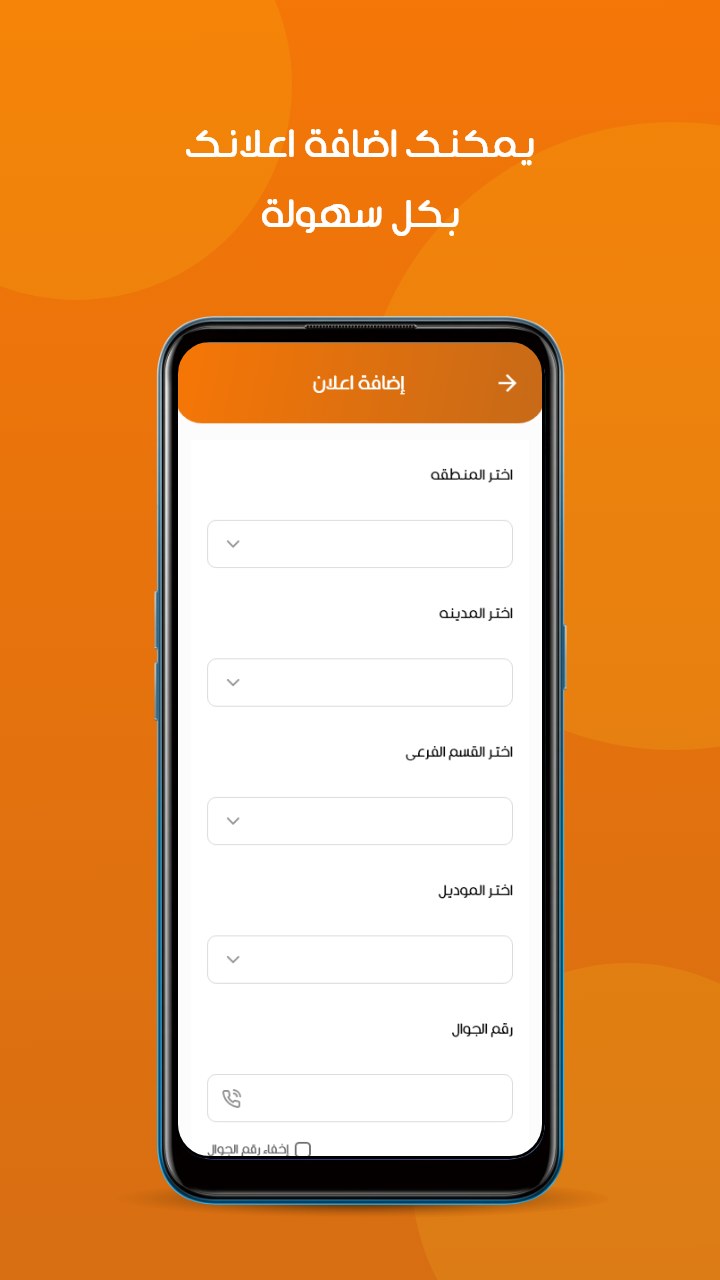 يمكنك اضافة اعلانك
بكل سهولة
إضافة اعلان
اختر المنطقه
اختر المدينه
اختر القسم الفرعى
اختر الموديل
رقم الجوال
إخفاء رقم الجوال